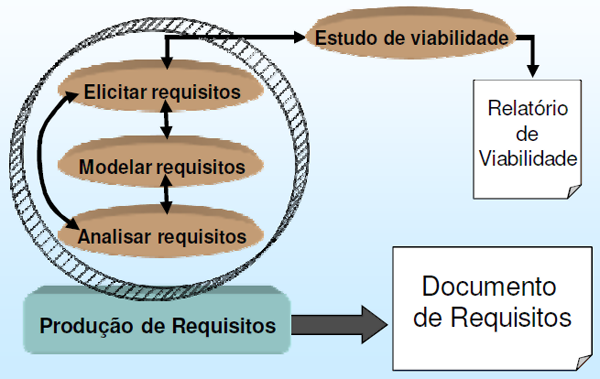 Estudo de viabilidade
Elicitar requisitos
Relatório
de
Viabilidade
Modelar requisitos
Analisar requisitos
Documento
de Requisitos
Produção de Requisitos